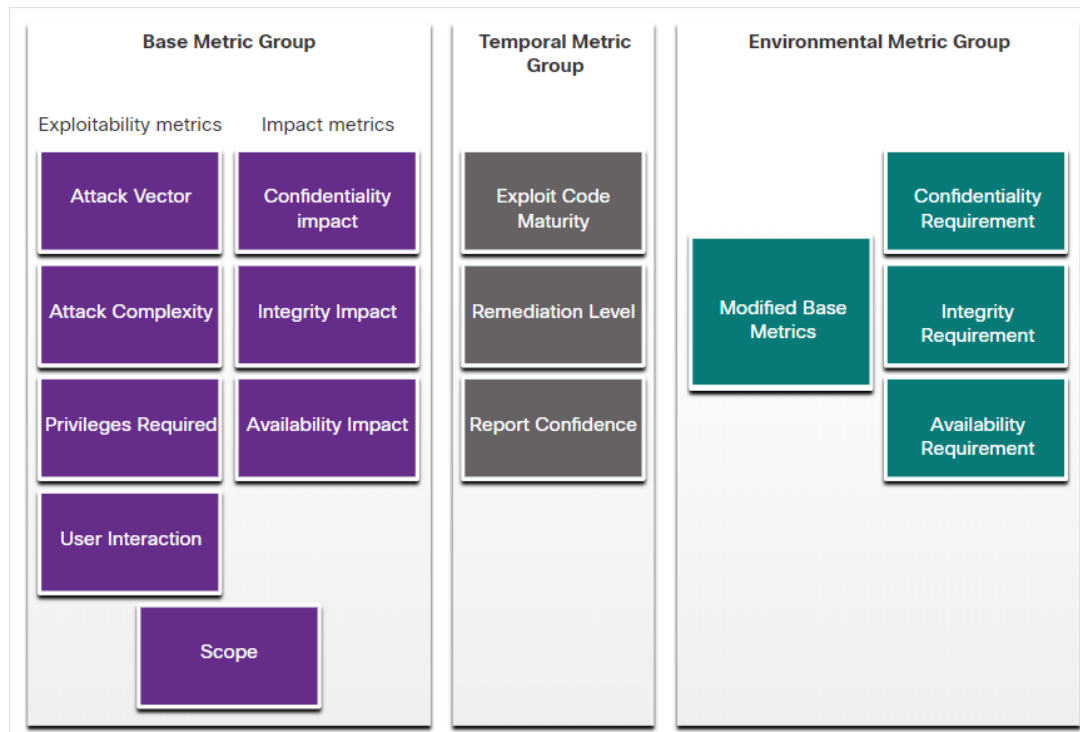 Base Metric Group
Exploitability metrics
Impact metrics
Attack Vector
Confidentiality
impact
Attack Complexity
Integrity Impact
Privileges Required
Availability Impact
User Interaction
Scope
Temporal Metric
Group
Exploit Code
Maturity
Remediation Level
Report Confidence
Environmental Metric Group
Modified Base
Metrics
Confidentiality
Requirement
Integrity
Requirement
Availability
Requirement